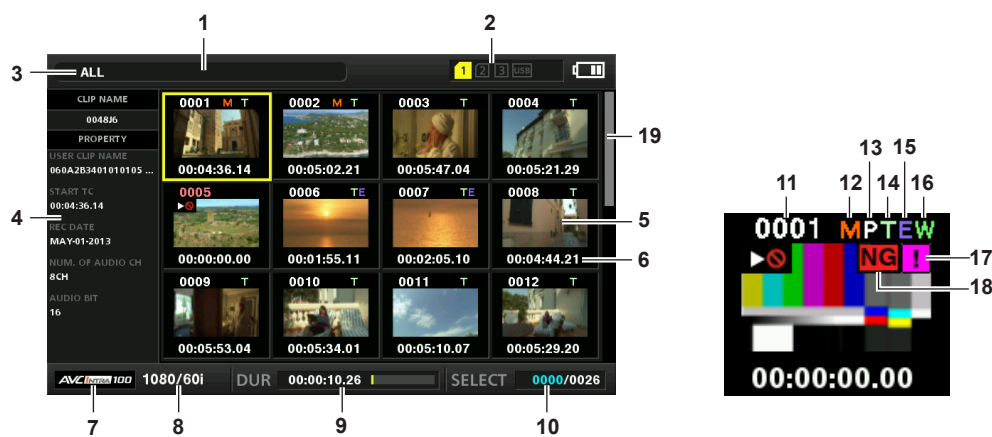 1
2
3
ALL
1 2 3 USB
CLIP NAME
0048J6
PROPERTY
USER CLIP NAME
060A2B3401010105 ...
START TC
00:04:36.14
REC DATE
MAY-01-2013
NUM. OF AUDIO CH
8CH
AUDIO BIT
16
4
0001 M T
00:04:36.14
0002 M T
00:05:02.21
0003 T
00:05:47.04
0004 T
00:05:21.29
0005
00:00:00.00
0006 TE
00:01:55.11
0007 TE
00:02:05.10
0008 T
00:04:44.21
0009 T
00:05:53.04
0010 T
00:05:34.01
0011 T
00:05:10.07
0012 T
00:05:29.20
19
5
6
AVC INTRA 100
1080/60i
DUR 00:00:10.26
SELECT 0000/0026
7
8
9
10
11
12
13
14
15
16
0001 MPTEW
NG !
17
18
00:00:00.00